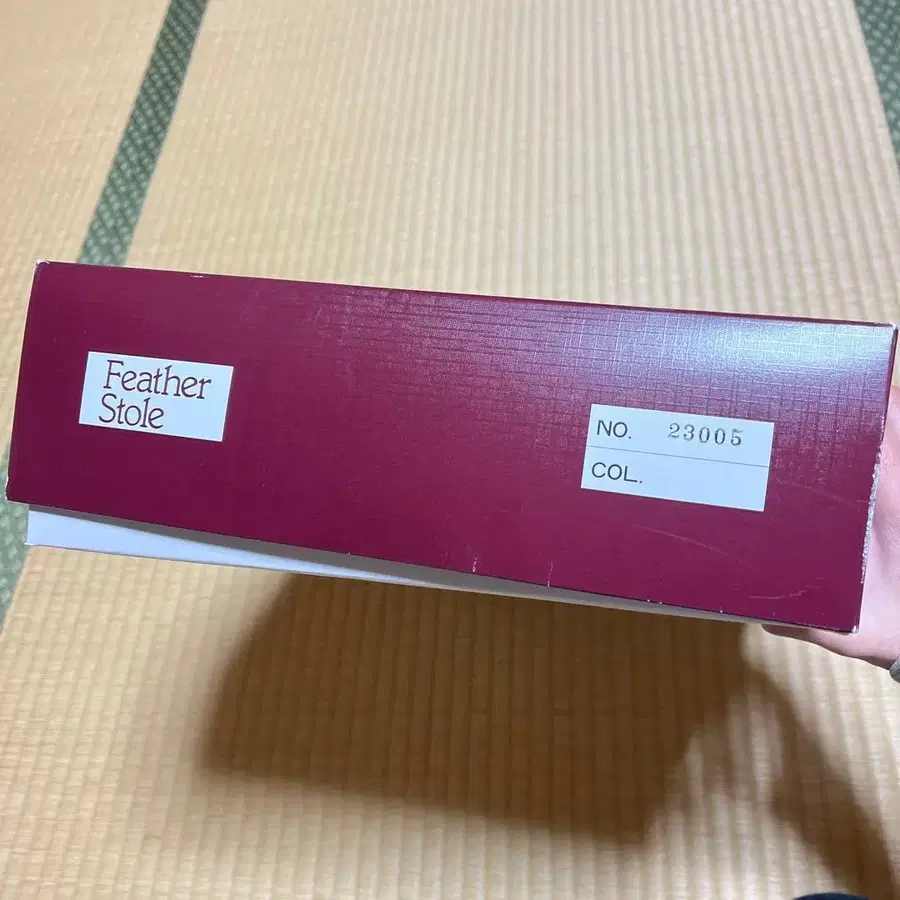 Feather
Stole
NO. 23005
COL.